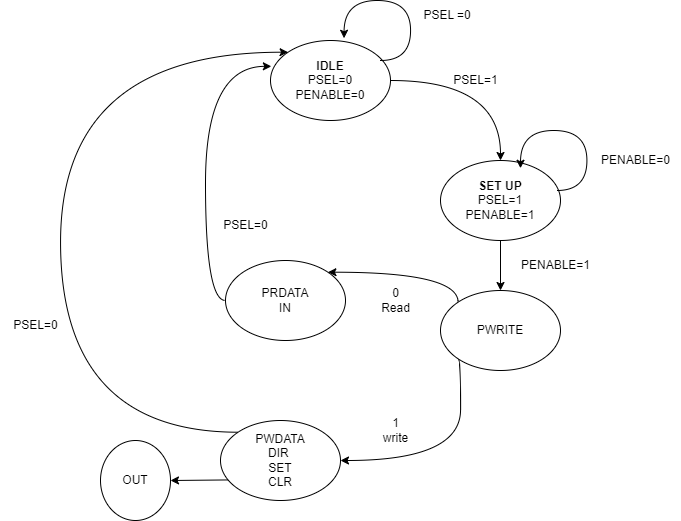 PSEL =0
IDLE
PSEL=0
PENABLE=0
PSEL=1
PENABLE=0
SET UP
PSEL=1
PENABLE=1
PSEL=0
PENABLE=1
PRDATA
IN
0
Read
PWRITE
PSEL=0
1
write
PWDATA
DIR
SET
CLR
OUT